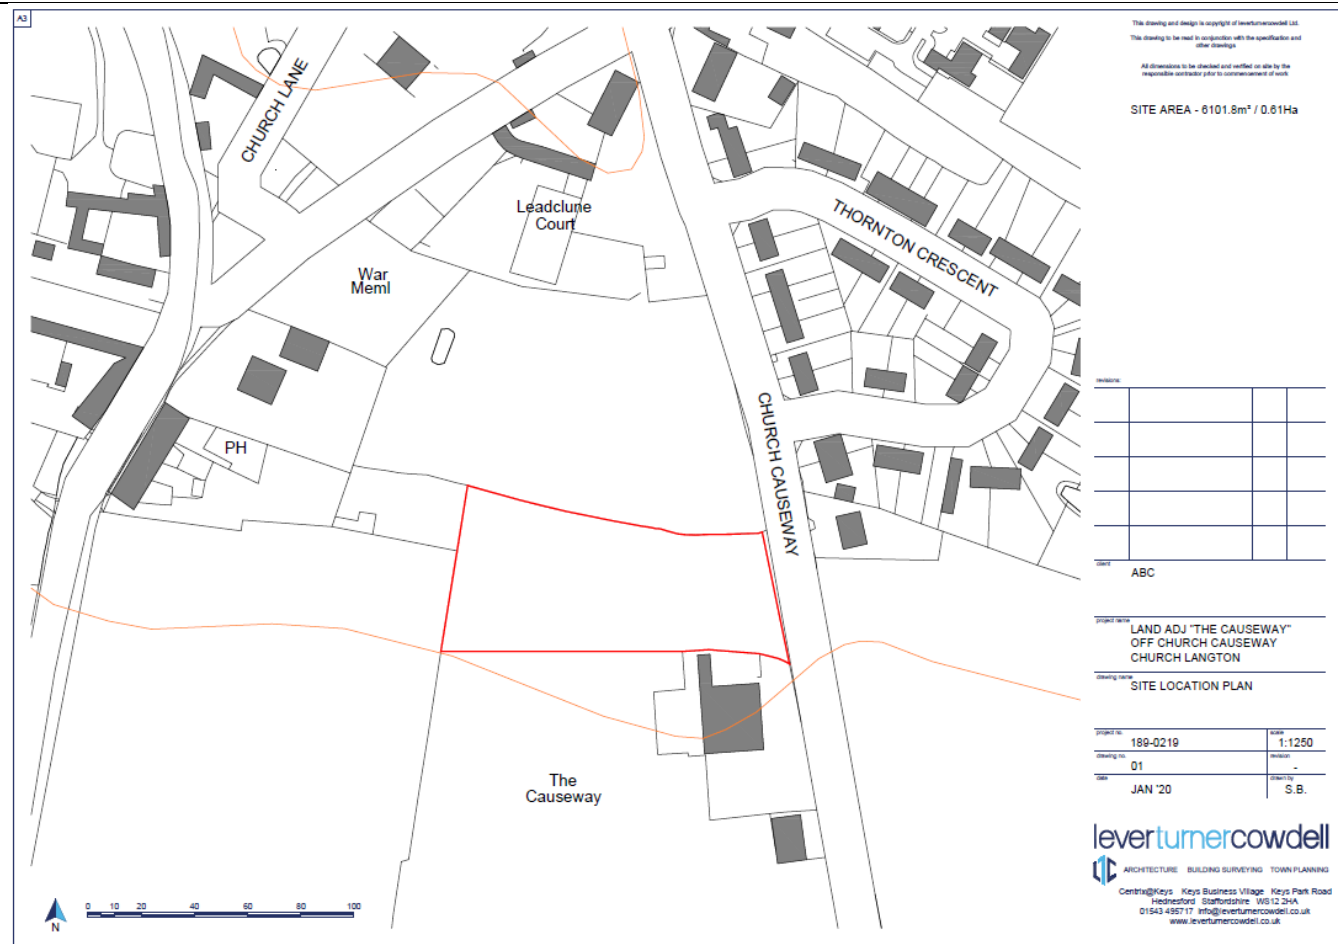 A3
This drawing and design is copyright of leverturnercowdell Ltd.
This drawing to be read in conjunction with the specification and
other drawings
All dimensions to be checked and verified on site by the
responsible contractor prior to commencement of work
SITE AREA - 6101.8m² / 0.61Ha
CHURCH LANE
Leadclune
Court
THORNTON CRESCENT
War
Meml
PH
CHURCH CAUSEWAY
The
Causeway
revisions:
client
ABC
project name
LAND ADJ "THE CAUSEWAY"
OFF CHURCH CAUSEWAY
CHURCH LANGTON
drawing name
SITE LOCATION PLAN
project no. scale
189-0219 1:1250
drawing no. revision
01 -
date drawn by
JAN '20 S.B.
leverturnercowdell
LTC
ARCHITECTURE BUILDING SURVEYING TOWN PLANNING
Centrix@Keys Keys Business Village Keys Park Road
Hednesford Staffordshire WS12 2HA
01543 495717 info@leverturnercowdell.co.uk
www.leverturnercowdell.co.uk
0 10 20 40 60 80 100
N